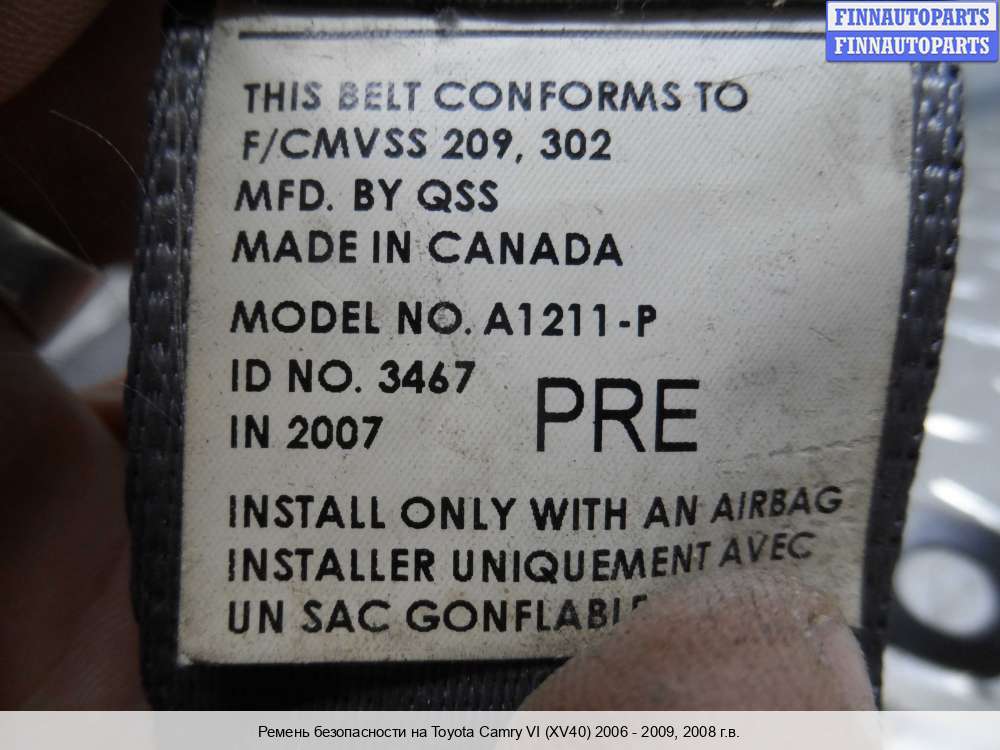 FINNAUTOPARTS
FINNAUTOPARTS
THIS BELT CONFORMS TO
F/CMVSS 209, 302
MFD. BY QSS
MADE IN CANADA
MODEL NO. A1211-P
ID NO. 3467
IN 2007
PRE
INSTALL ONLY WITH AN AIRBAG
INSTALLER UNIQUEMENT AVEC
UN SAC GONFLABLE
Ремень безопасности на Toyota Camry VI (XV40) 2006 - 2009, 2008 г.в.